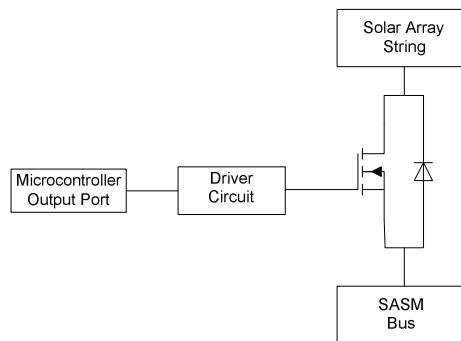 Solar Array
String
Microcontroller
Output Port
Driver
Circuit
SASM
Bus